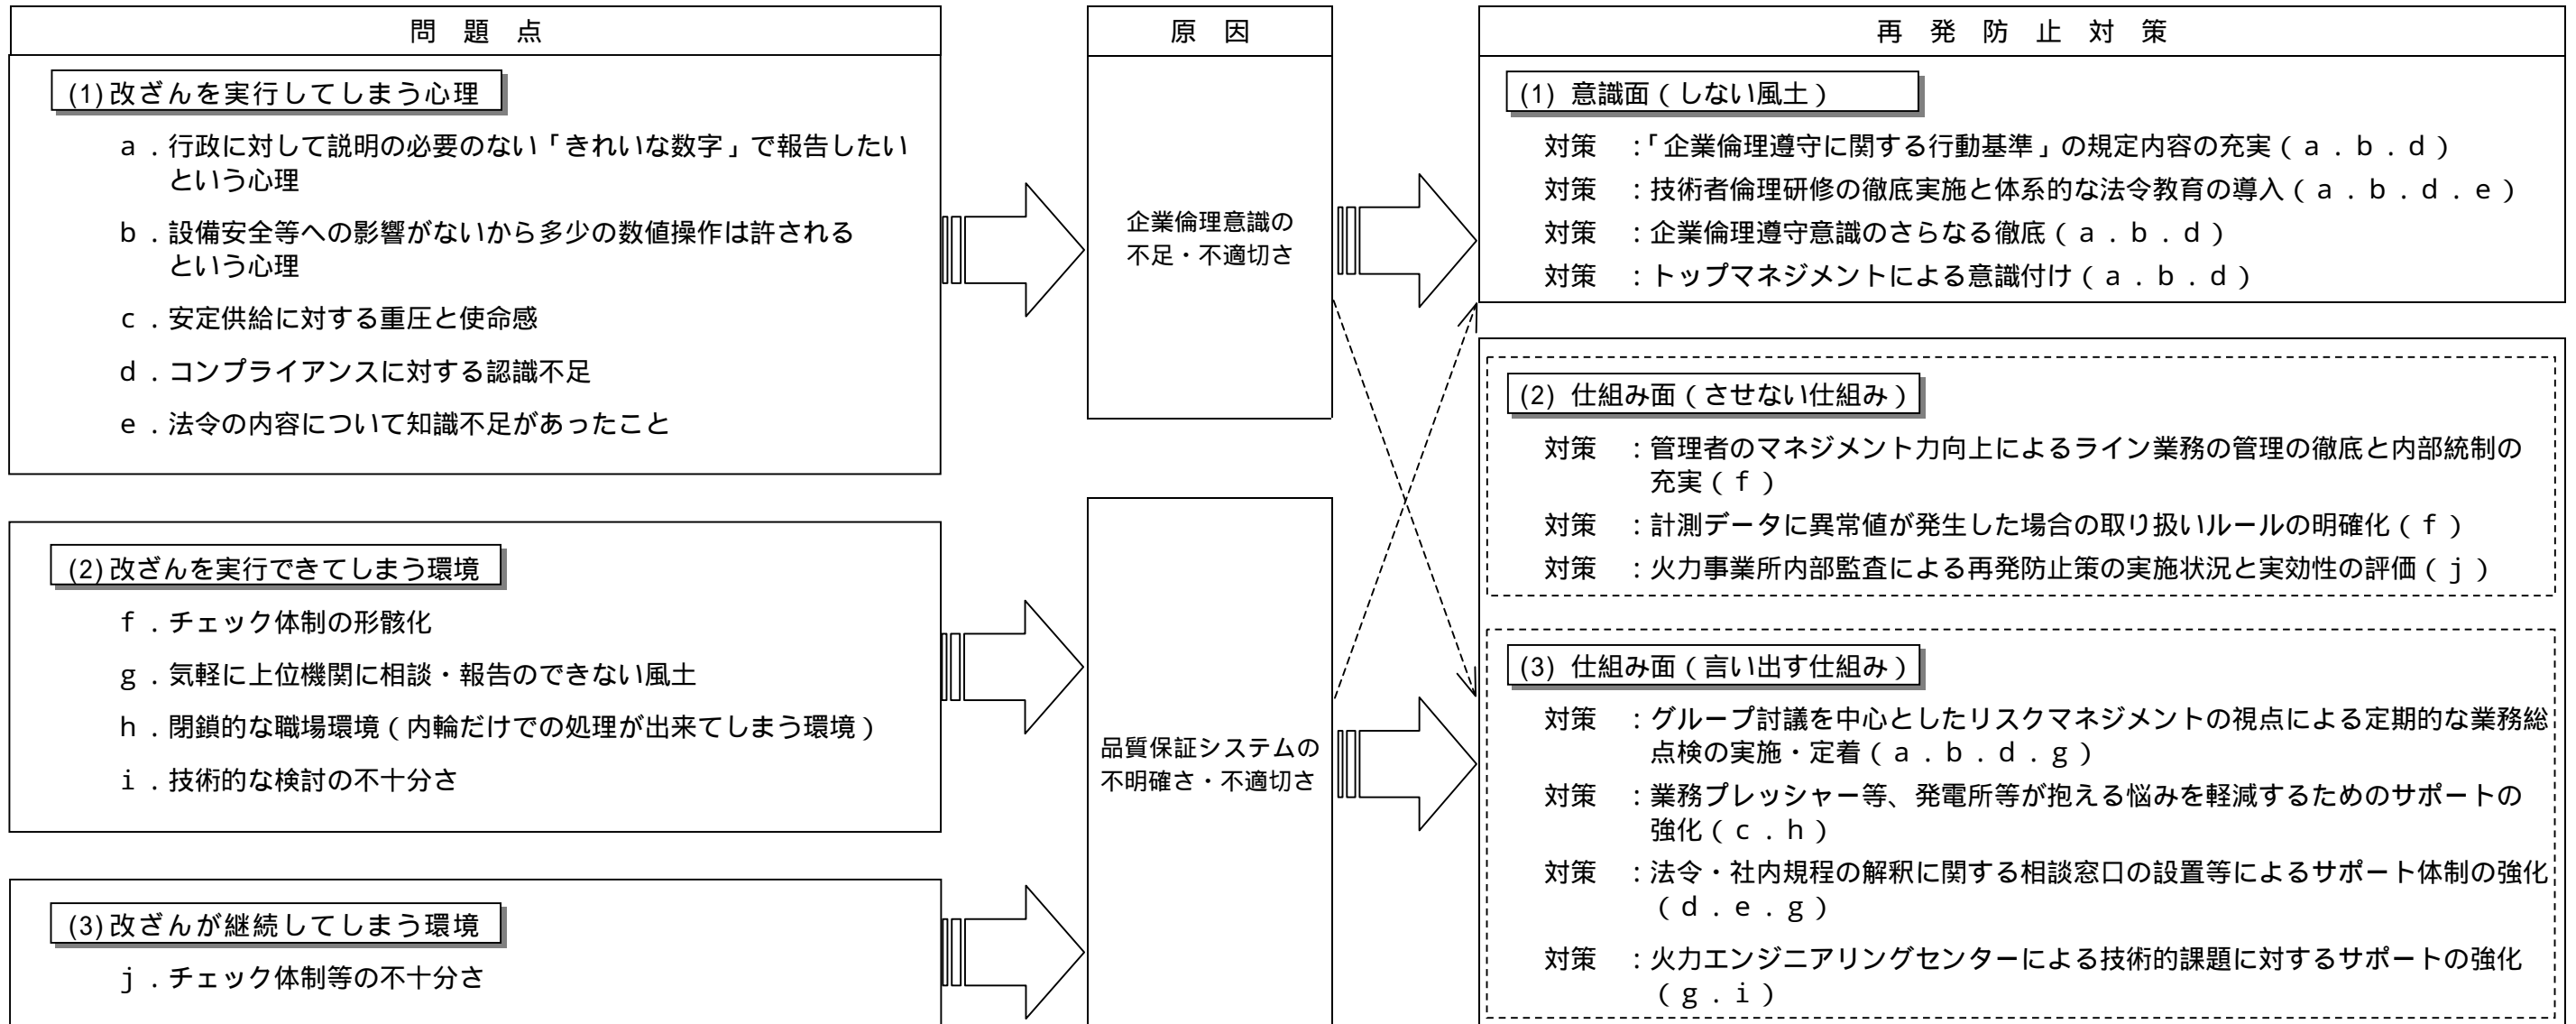 問題点
(1)改ざんを実行してしまう心理
a．行政に対して説明の必要のない「きれいな数字」で報告したい
という心理
b．設備安全等への影響がないから多少の数値操作は許される
という心理
c．安定供給に対する重圧と使命感
d．コンプライアンスに対する認識不足
e．法令の内容について知識不足があったこと
(2)改ざんを実行できてしまう環境
f．チェック体制の形骸化
g．気軽に上位機関に相談・報告のできない風土
h．閉鎖的な職場環境（内輪だけでの処理が出来てしまう環境）
i．技術的な検討の不十分さ
(3)改ざんが継続してしまう環境
j．チェック体制等の不十分さ
原因
企業倫理意識の
不足・不適切さ
品質保証システムの
不明確さ・不適切さ
再発防止対策
(1) 意識面（しない風土）
対策　：「企業倫理遵守に関する行動基準」の規定内容の充実（a．b．d）
対策　：技術者倫理研修の徹底実施と体系的な法令教育の導入（a．b．d．e）
対策　：企業倫理遵守意識のさらなる徹底（a．b．d）
対策　：トップマネジメントによる意識付け（a．b．d）
(2) 仕組み面（させない仕組み）
対策　：管理者のマネジメント力向上によるライン業務の管理の徹底と内部統制の
充実（f）
対策　：計測データに異常値が発生した場合の取り扱いルールの明確化（f）
対策　：火力事業所内部監査による再発防止策の実施状況と実効性の評価（j）
(3) 仕組み面（言い出す仕組み）
対策　：グループ討議を中心としたリスクマネジメントの視点による定期的な業務総
点検の実施・定着（a．b．d．g）
対策　：業務プレッシャー等、発電所等が抱える悩みを軽減するためのサポートの
強化（c．h）
対策　：法令・社内規程の解釈に関する相談窓口の設置等によるサポート体制の強化
（d．e．g）
対策　：火力エンジニアリングセンターによる技術的課題に対するサポートの強化
（g．i）